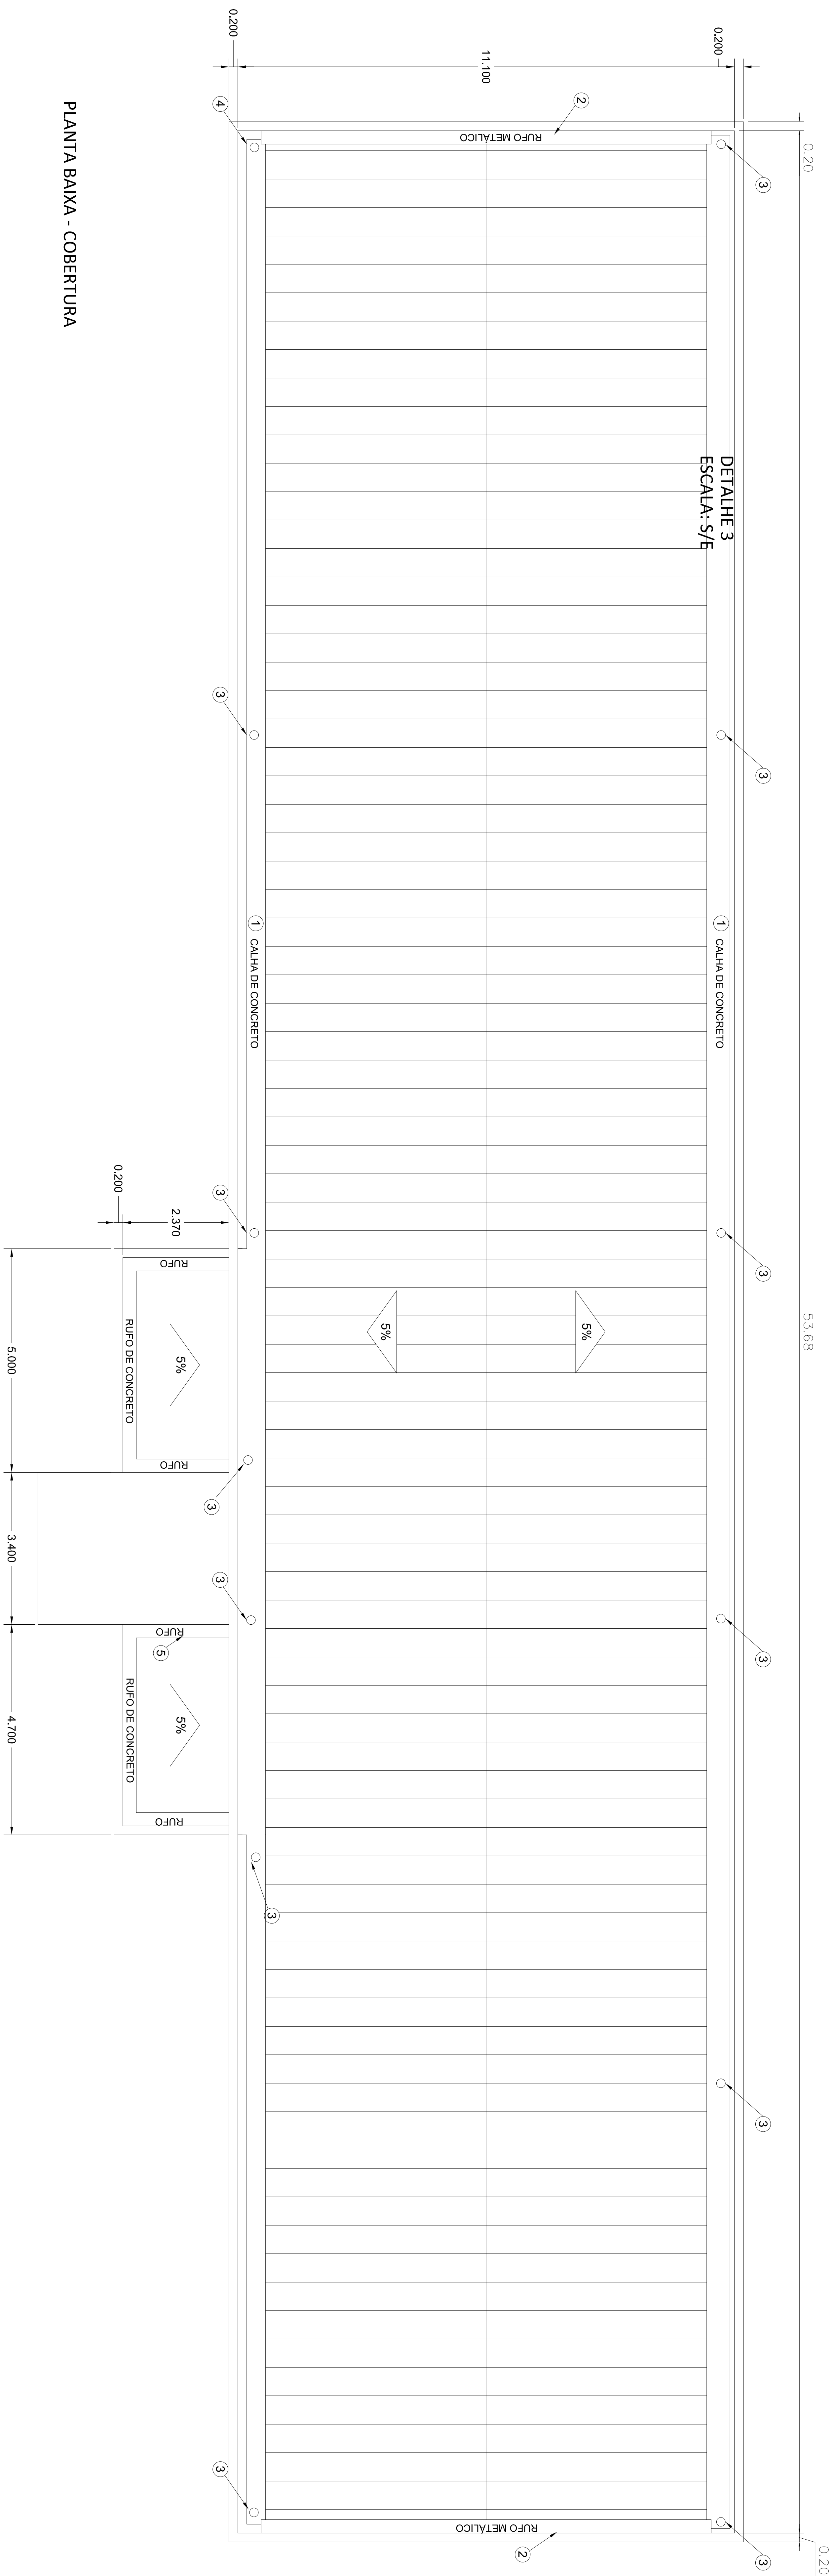 0.20
53,68
0.20
0.200
11.100
0.200
3
3
3
3
3
3
2
RUFO METÁLICO
DETALHE 3
ESCALA: S/E
1 CALHA DE CONCRETO
5%
5%
RUFO METÁLICO
2
1 CALHA DE CONCRETO
4
3
3
3
3
3
3
0.200
2.370
RUFO
5%
RUFO
RUFO DE CONCRETO
RUFO
5
5%
RUFO
RUFO DE CONCRETO
5.000
3.400
4.700
PLANTA BAIXA - COBERTURA